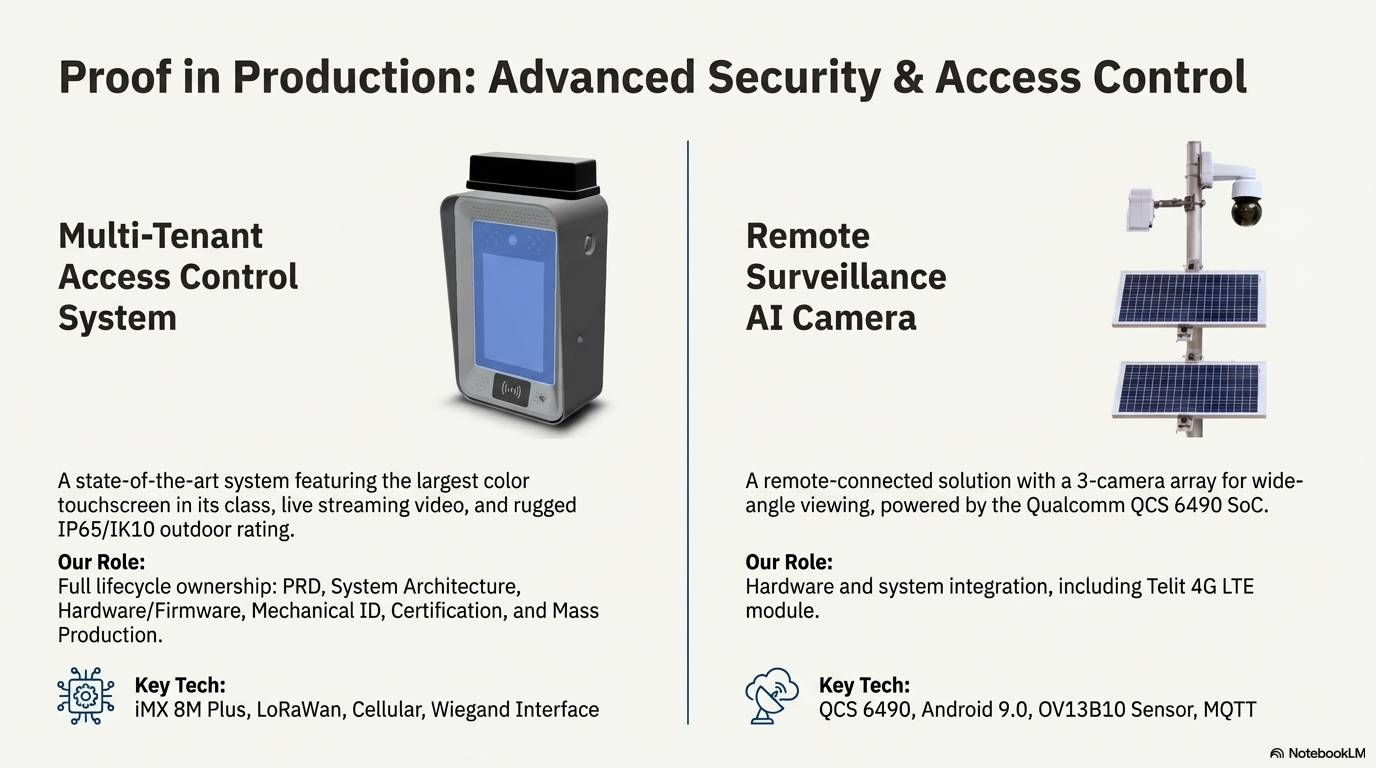 Proof in Production: Advanced Security & Access Control
Multi-Tenant
Access Control
System
A state-of-the-art system featuring the largest color
touchscreen in its class, live streaming video, and rugged
IP65/IK10 outdoor rating.
Our Role:
Full lifecycle ownership: PRD, System Architecture,
Hardware/Firmware, Mechanical ID, Certification, and Mass
Production.
Key Tech:
iMX 8M Plus, LoRaWan, Cellular, Wiegand Interface
Remote
Surveillance
AI Camera
A remote-connected solution with a 3-camera array for wide-
angle viewing, powered by the Qualcomm QCS 6490 SoC.
Our Role:
Hardware and system integration, including Telit 4G LTE
module.
Key Tech:
QCS 6490, Android 9.0, OV13B10 Sensor, MQTT
NotebookLM